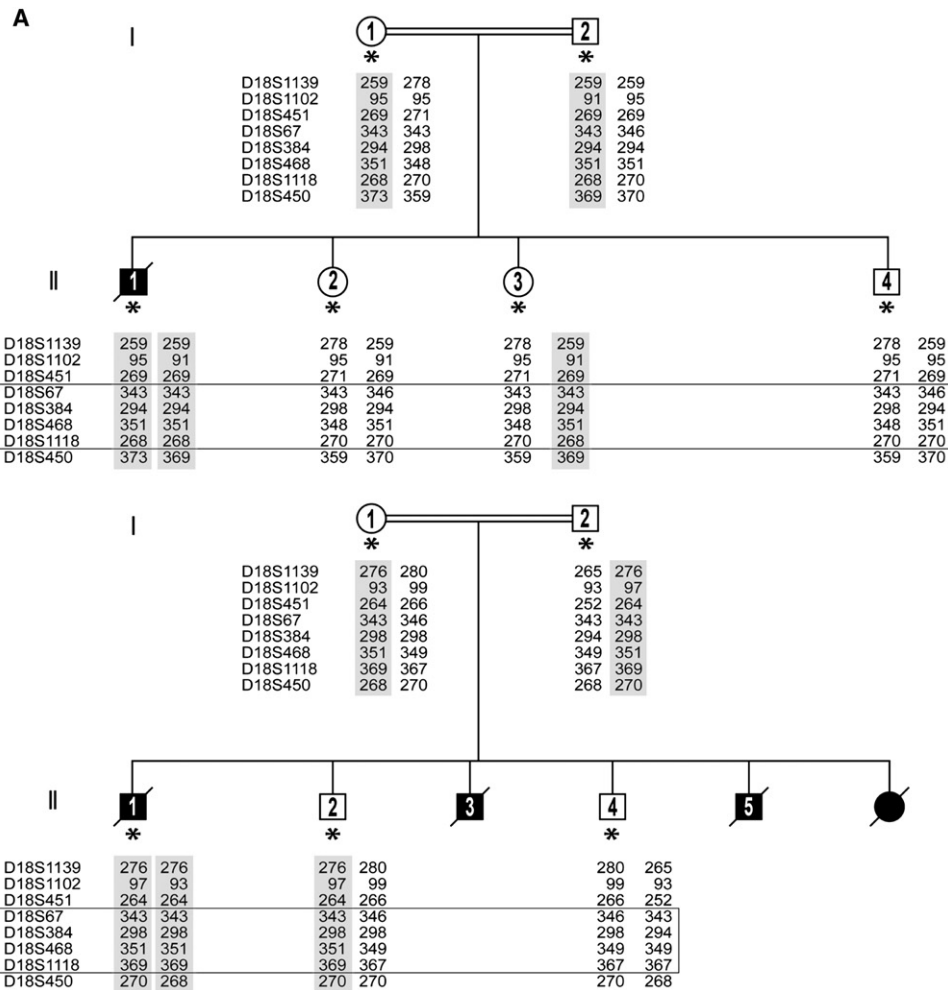 A
I
1 2
* *
D18S1139 259 278 259 259
D18S1102 95 95 91 95
D18S451 269 271 269 269
D18S67 343 343 343 346
D18S384 294 298 294 294
D18S468 351 348 351 351
D18S1118 268 270 268 270
D18S450 373 359 369 370
II
1 2 3 4
* * * *
D18S1139 259 259 278 259 278 259 278 259
D18S1102 95 91 95 91 95 91 95 95
D18S451 269 269 271 269 271 269 271 269
D18S67 343 343 343 346 343 343 343 346
D18S384 294 294 298 294 298 294 298 294
D18S468 351 351 348 351 348 351 348 351
D18S1118 268 268 270 270 270 268 270 270
D18S450 373 369 359 370 359 369 359 370
I
1 2
* *
D18S1139 276 280 265 276
D18S1102 93 99 93 97
D18S451 264 266 252 264
D18S67 343 346 343 343
D18S384 298 298 294 298
D18S468 351 349 349 351
D18S1118 369 367 367 369
D18S450 268 270 268 270
II
1 2 3 4 5
* * *
D18S1139 276 276 276 280 280 265
D18S1102 97 93 97 99 99 93
D18S451 264 264 264 266 266 252
D18S67 343 343 343 346 346 343
D18S384 298 298 298 298 298 294
D18S468 351 351 351 349 349 349
D18S1118 369 369 369 367 367 367
D18S450 270 268 270 270 270 268